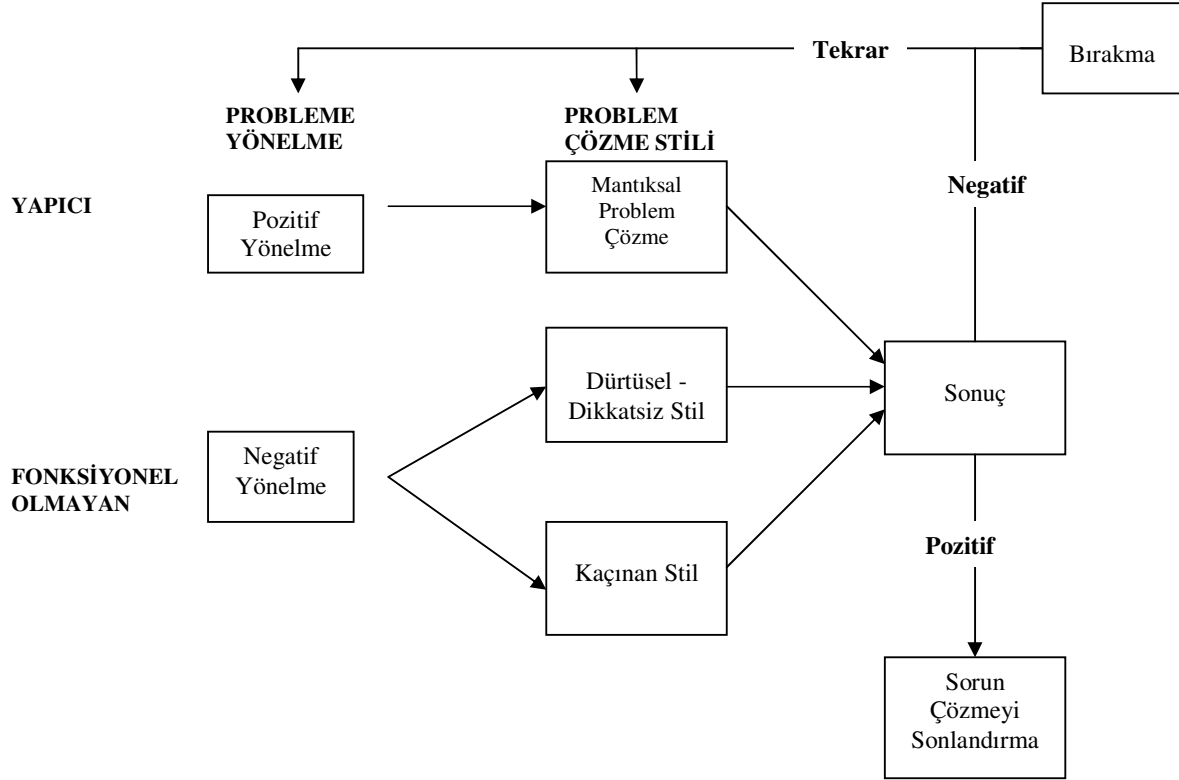 Tekrar
Bırakma
PROBLEME
YÖNELME
PROBLEM
ÇÖZME STİLİ
YAPICI
Pozitif
Yönelme
Mantıksal
Problem
Çözme
Negatif
Dürtüsel -
Dikkatsiz Stil
Sonuç
FONKSİYONEL
OLMAYAN
Negatif
Yönelme
Kaçınan Stil
Pozitif
Sorun
Çözmeyi
Sonlandırma